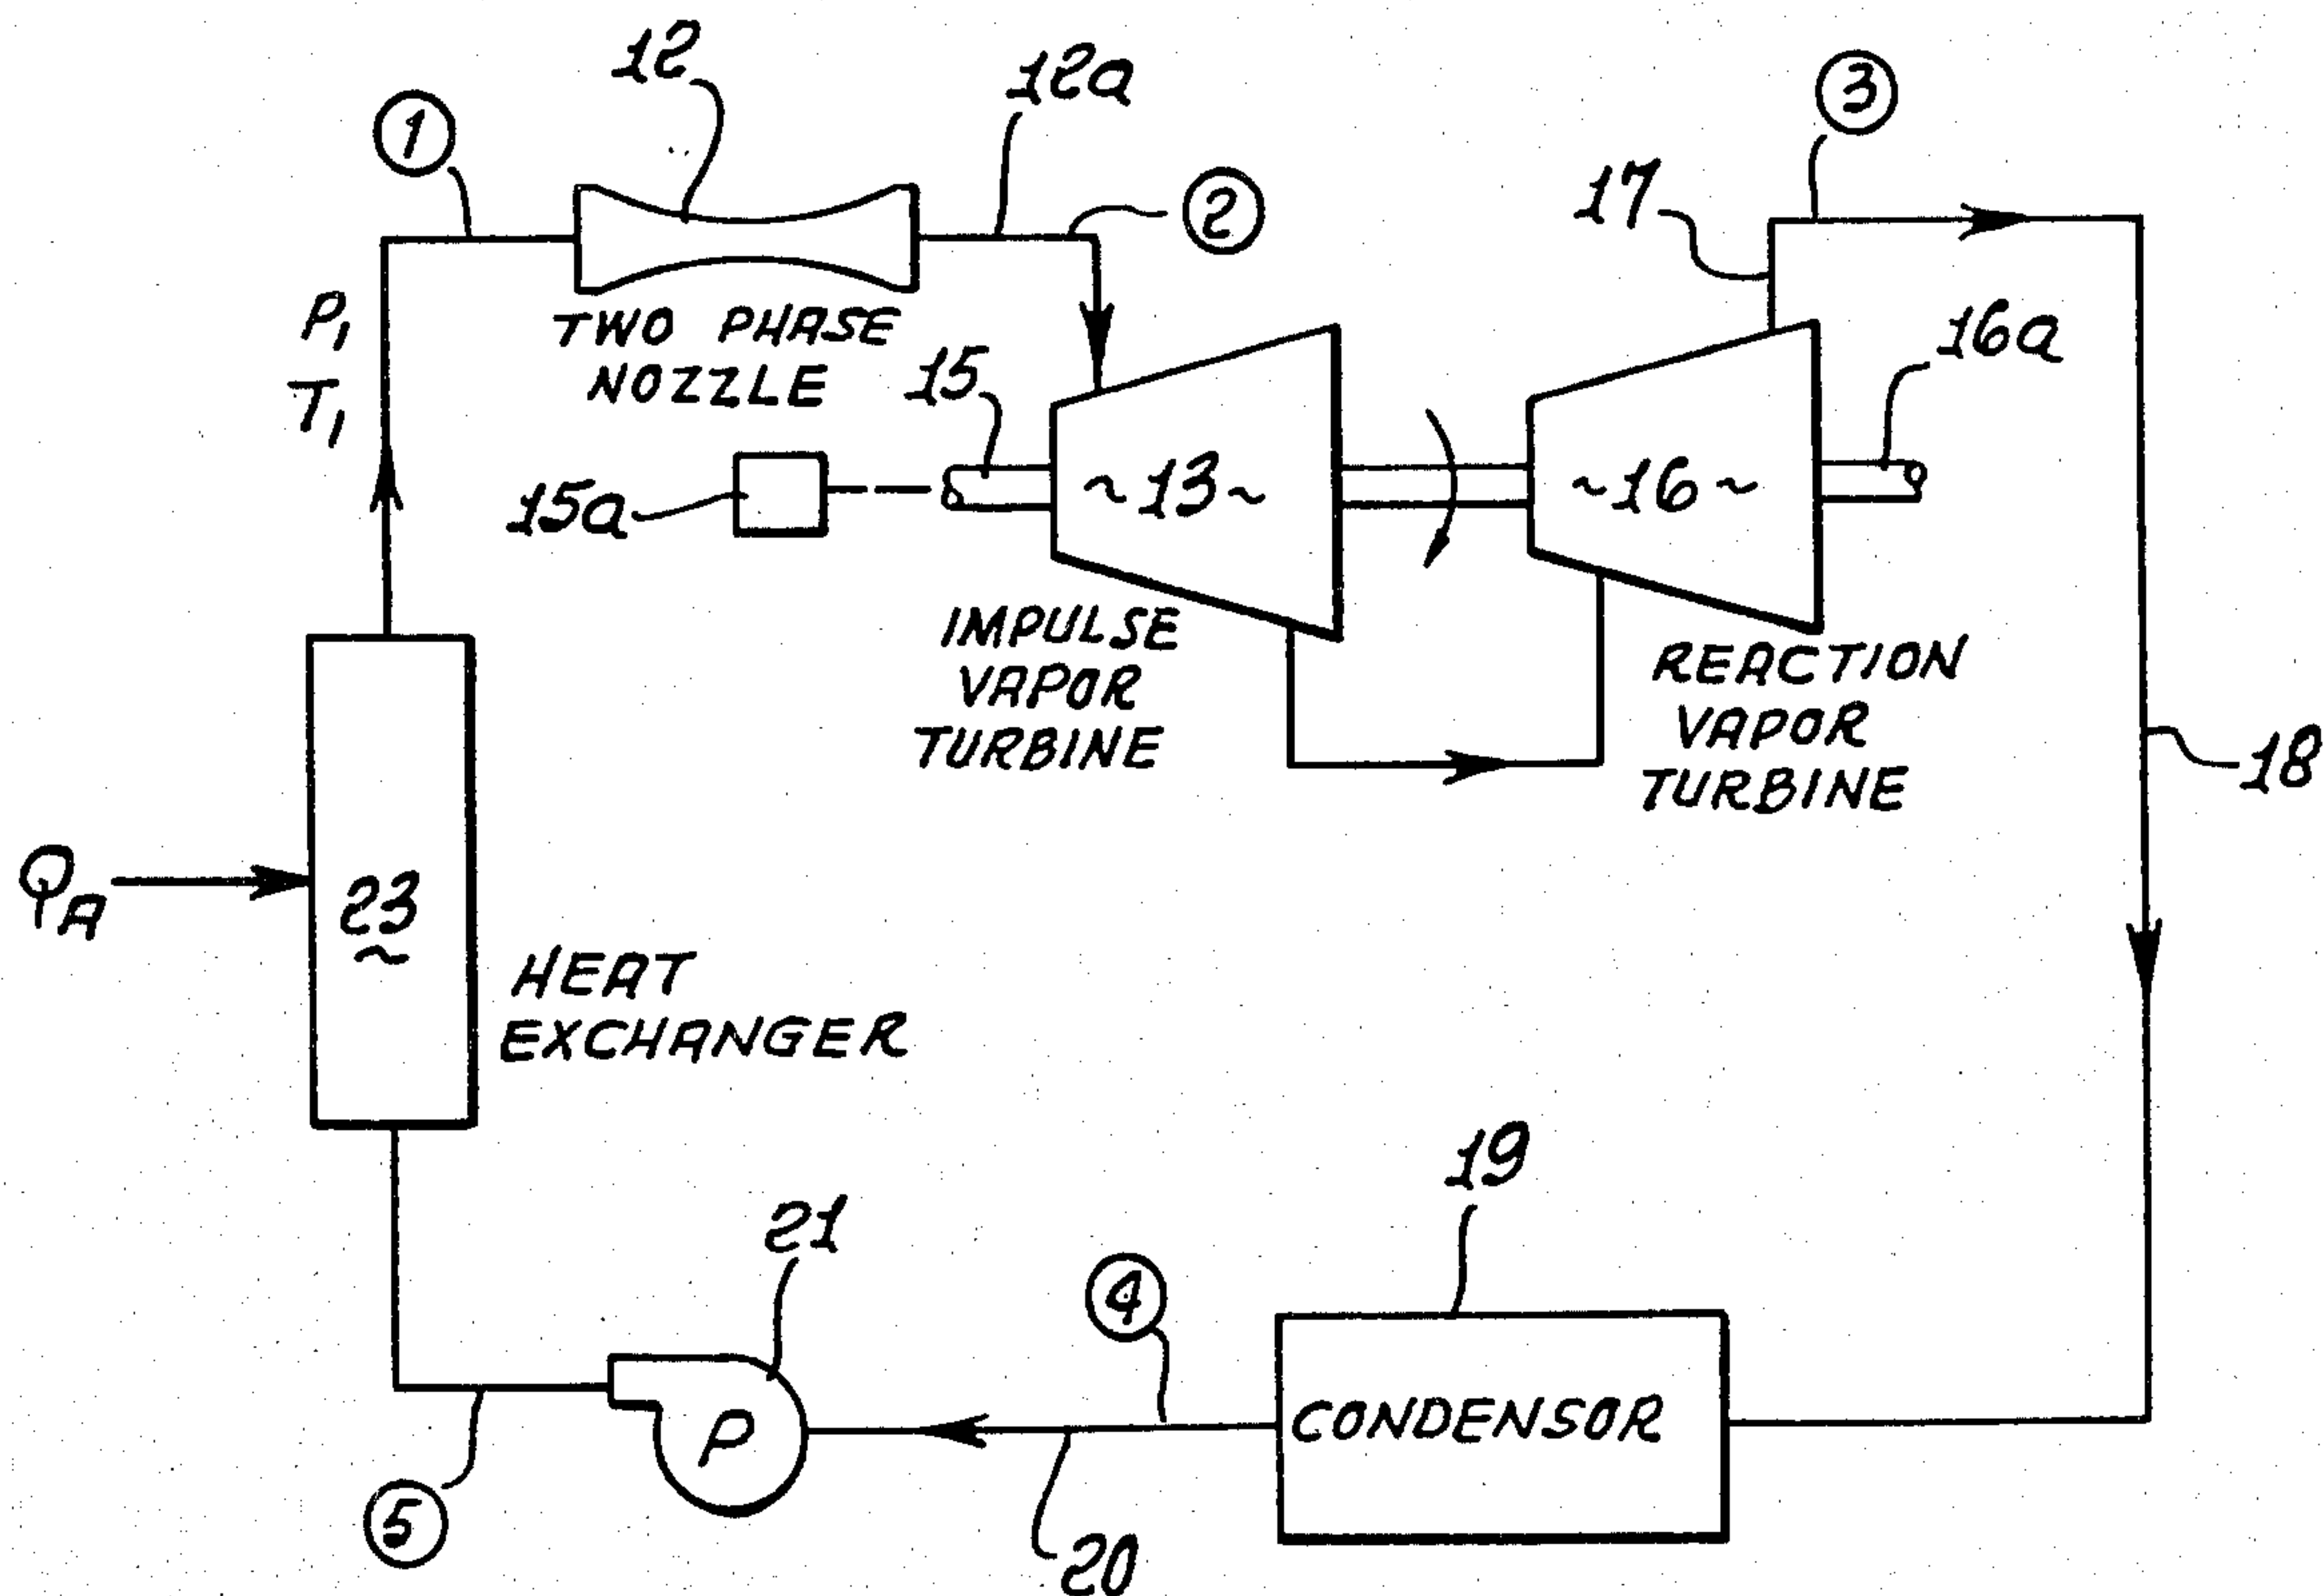 12
12a
①
②
③
17
P₁
T₁
TWO PHASE
NOZZLE
15
16a
15a
~13~
~16~
IMPULSE
VAPOR
TURBINE
REACTION
VAPOR
TURBINE
18
QA
23
HEAT
EXCHANGER
19
21
④
CONDENSOR
P
⑤
20